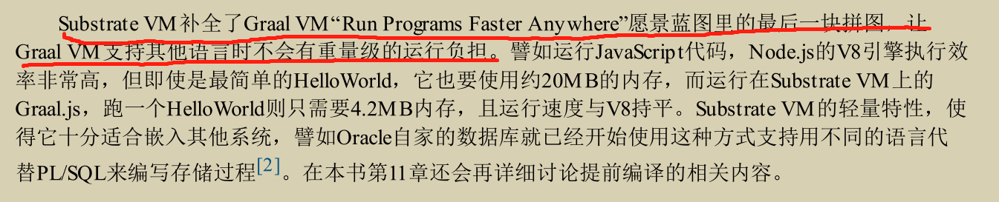 Substrate VM补全了Graal VM“Run Programs Faster Anywhere”愿景蓝图里的最后一块拼图，让
Graal VM支持其他语言时不会有重量级的运行负担。譬如运行JavaScript代码，Node.js的V8引擎执行效
率非常高，但即使是最简单的HelloWorld，它也要使用约20MB的内存，而运行在Substrate VM上的
Graal.js，跑一个HelloWorld则只需要4.2MB内存，且运行速度与V8持平。Substrate VM的轻量特性，使
得它十分适合嵌入其他系统，譬如Oracle自家的数据库就已经开始使用这种方式支持用不同的语言代
替PL/SQL来编写存储过程[2]。在本书第11章还会再详细讨论提前编译的相关内容。